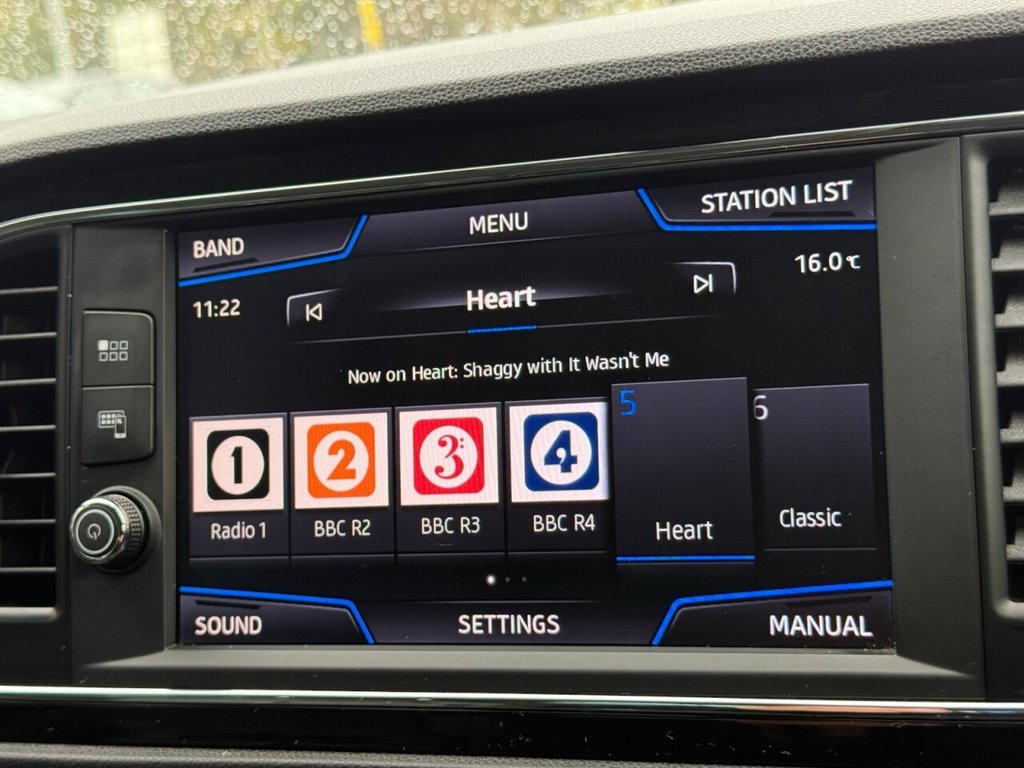 BAND
MENU
STATION LIST
11:22
Heart
16.0°C
Now on Heart: Shaggy with It Wasn't Me
1
2
3
4
5
6
Radio 1
BBC R2
BBC R3
BBC R4
Heart
Classic
SOUND
SETTINGS
MANUAL